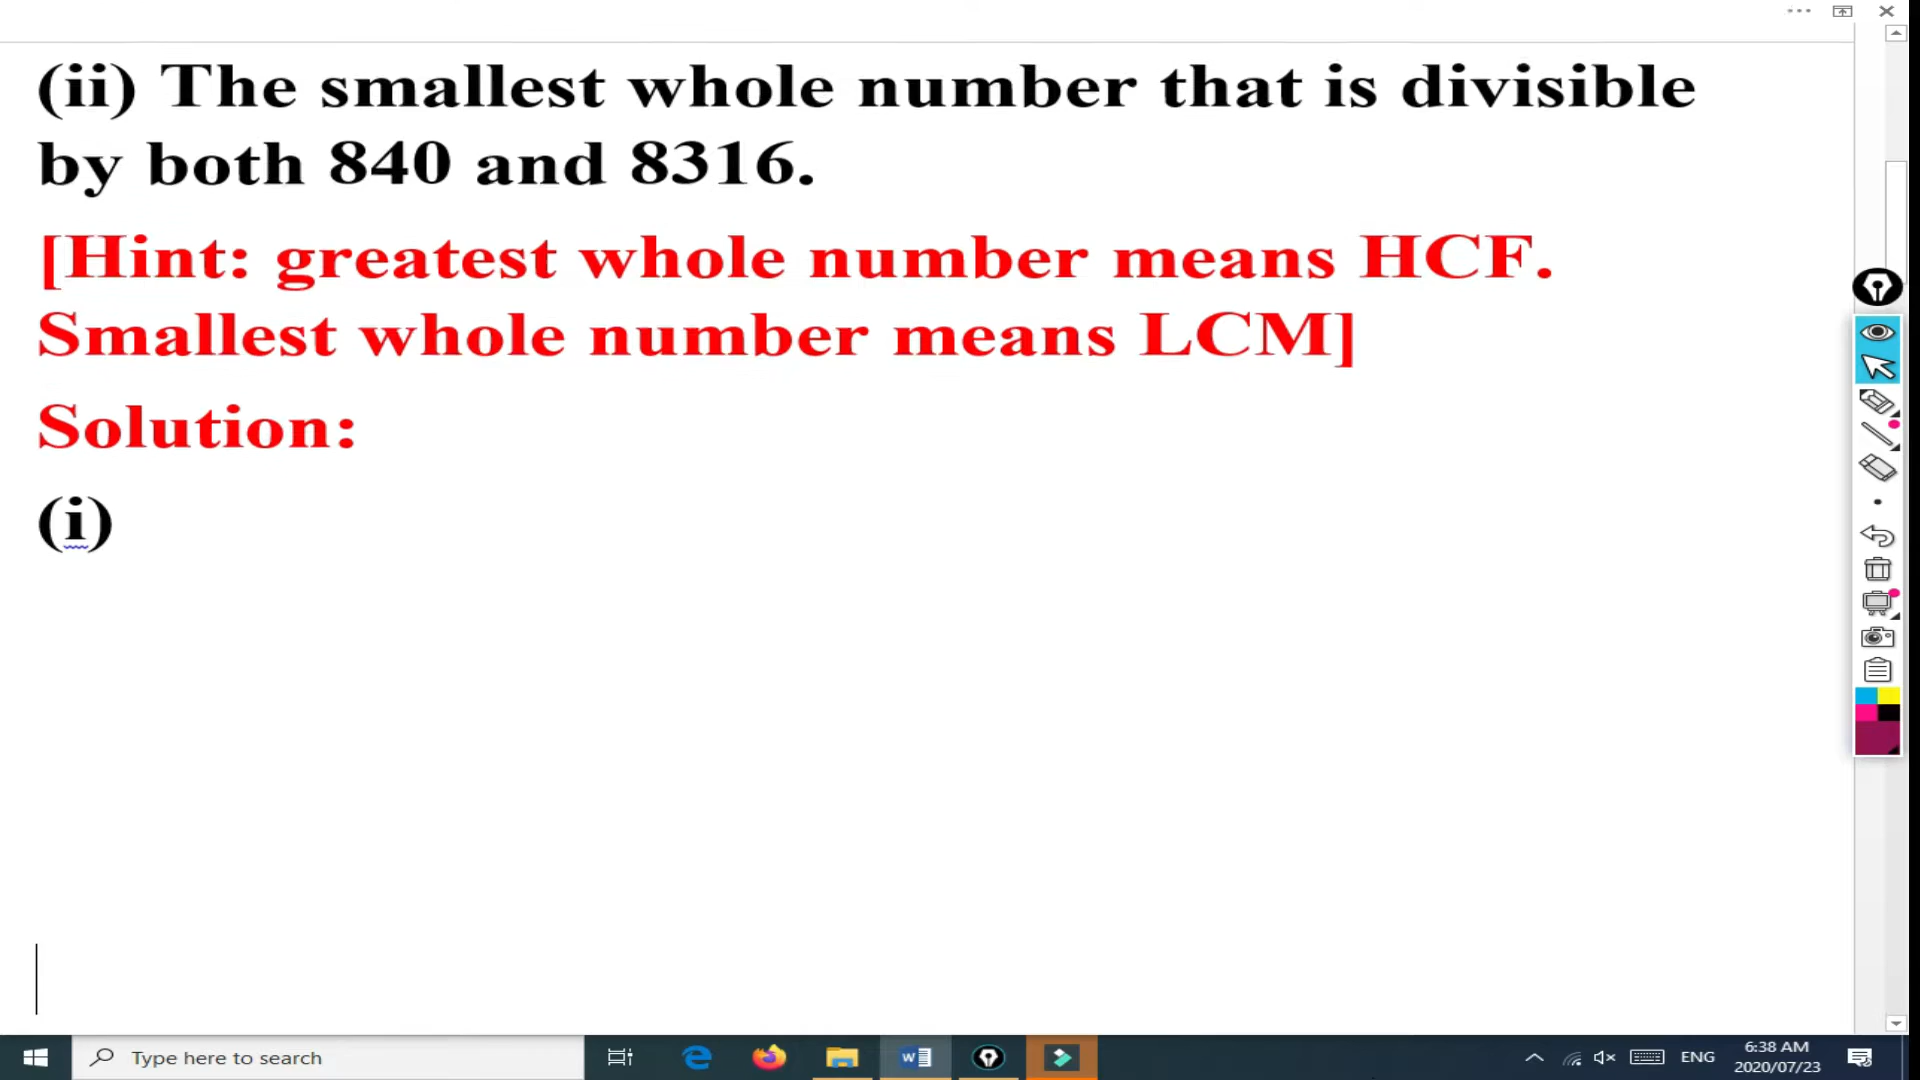 (ii) The smallest whole number that is divisible
by both 840 and 8316.
[Hint: greatest whole number means HCF.
Smallest whole number means LCM]
Solution:
(i)
Type here to search
ENG
6:38 AM
2020/07/23